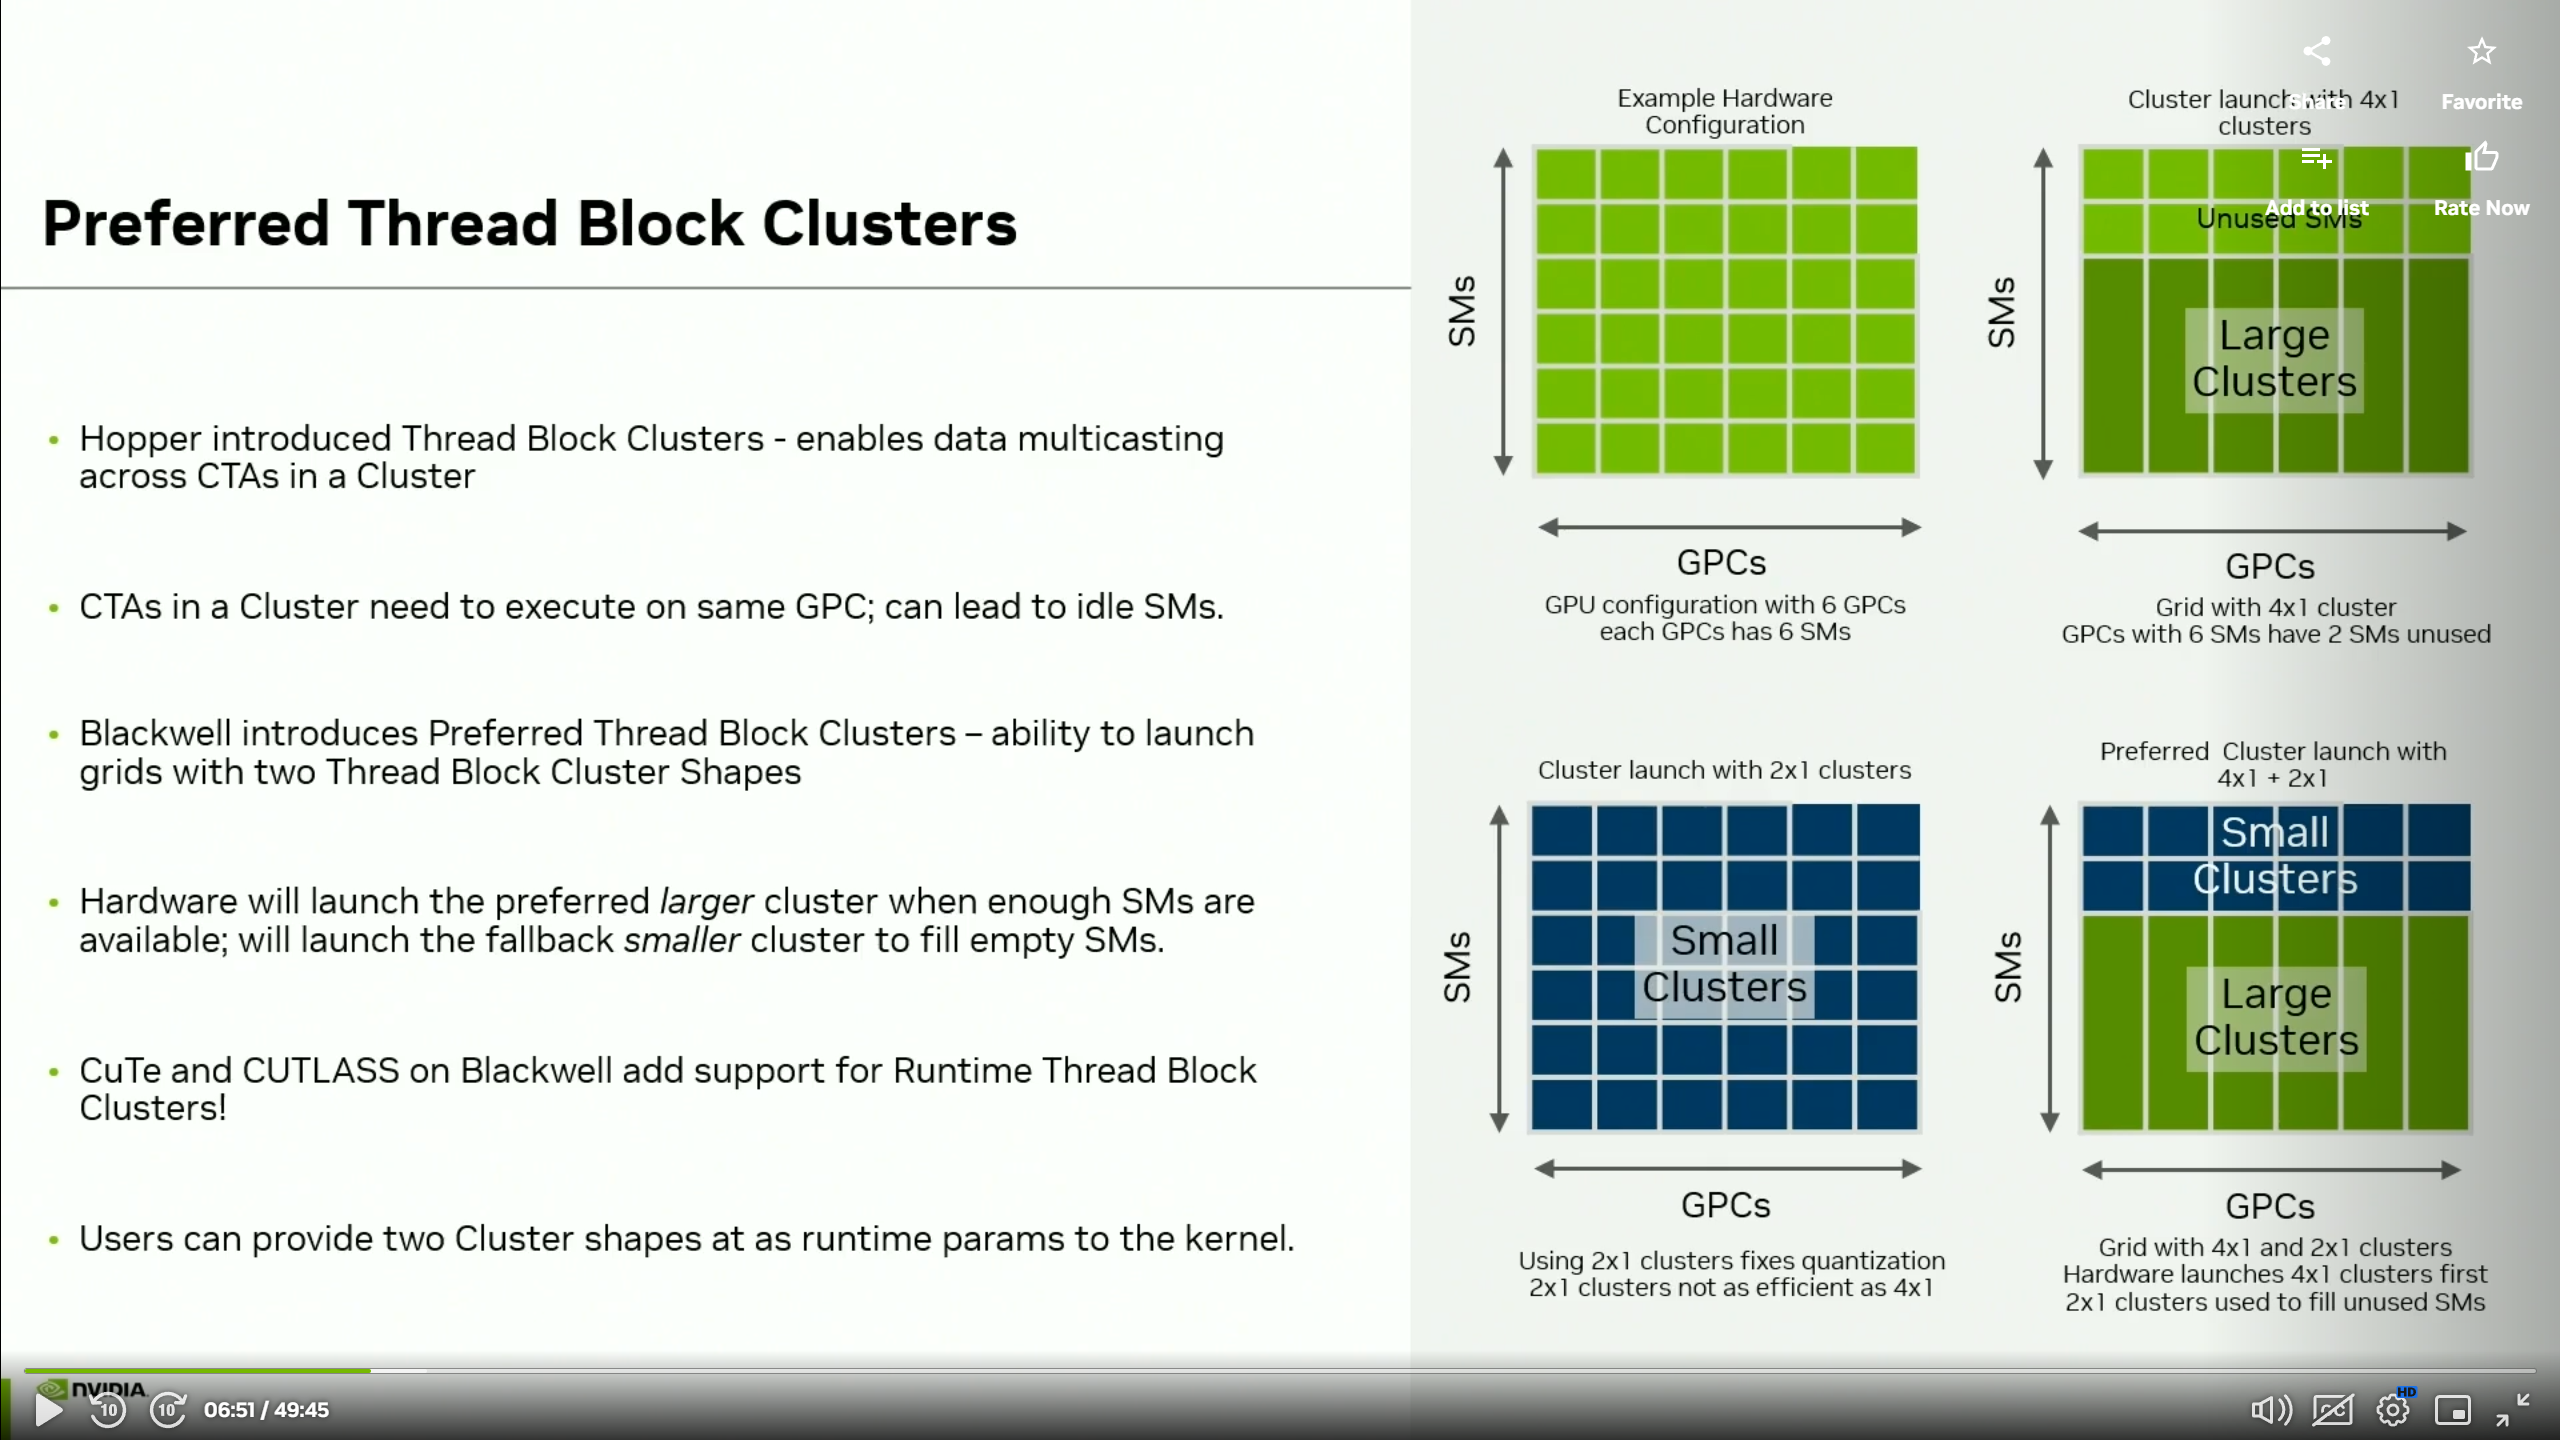 Preferred Thread Block Clusters
• Hopper introduced Thread Block Clusters - enables data multicasting
across CTAs in a Cluster
• CTAs in a Cluster need to execute on same GPC; can lead to idle SMs.
• Blackwell introduces Preferred Thread Block Clusters – ability to launch
grids with two Thread Block Cluster Shapes
• Hardware will launch the preferred larger cluster when enough SMs are
available; will launch the fallback smaller cluster to fill empty SMs.
• CuTe and CUTLASS on Blackwell add support for Runtime Thread Block
Clusters!
• Users can provide two Cluster shapes at as runtime params to the kernel.
Example Hardware
Configuration
SMs
GPCs
GPU configuration with 6 GPCs
each GPCs has 6 SMs
Cluster launch with 4x1
clusters
Unused SMs
Large
Clusters
SMs
GPCs
Grid with 4x1 cluster
GPCs with 6 SMs have 2 SMs unused
Cluster launch with 2x1 clusters
Small
Clusters
SMs
GPCs
Using 2x1 clusters fixes quantization
2x1 clusters not as efficient as 4x1
Preferred Cluster launch with
4x1 + 2x1
Small
Clusters
Large
Clusters
SMs
GPCs
Grid with 4x1 and 2x1 clusters
Hardware launches 4x1 clusters first
2x1 clusters used to fill unused SMs
Share
Favorite
Add to list
Rate Now
NVIDIA.
10
10
06:51 / 49:45
CC
HD